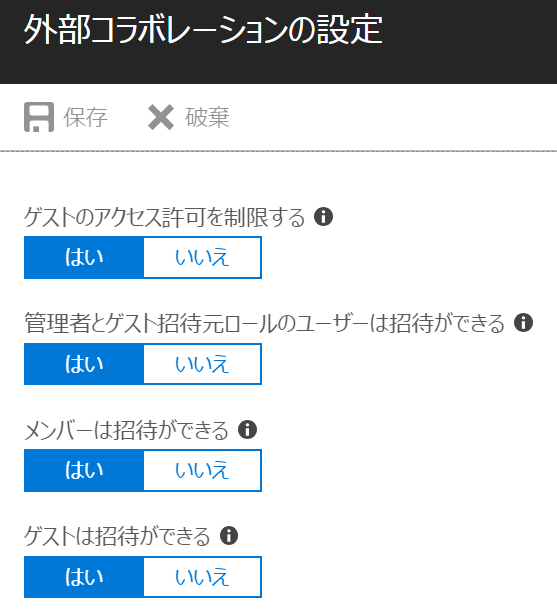 外部コラボレーションの設定
保存 破棄
ゲストのアクセス許可を制限する
はい いいえ
管理者とゲスト招待元ロールのユーザーは招待ができる
はい いいえ
メンバーは招待ができる
はい いいえ
ゲストは招待ができる
はい いいえ